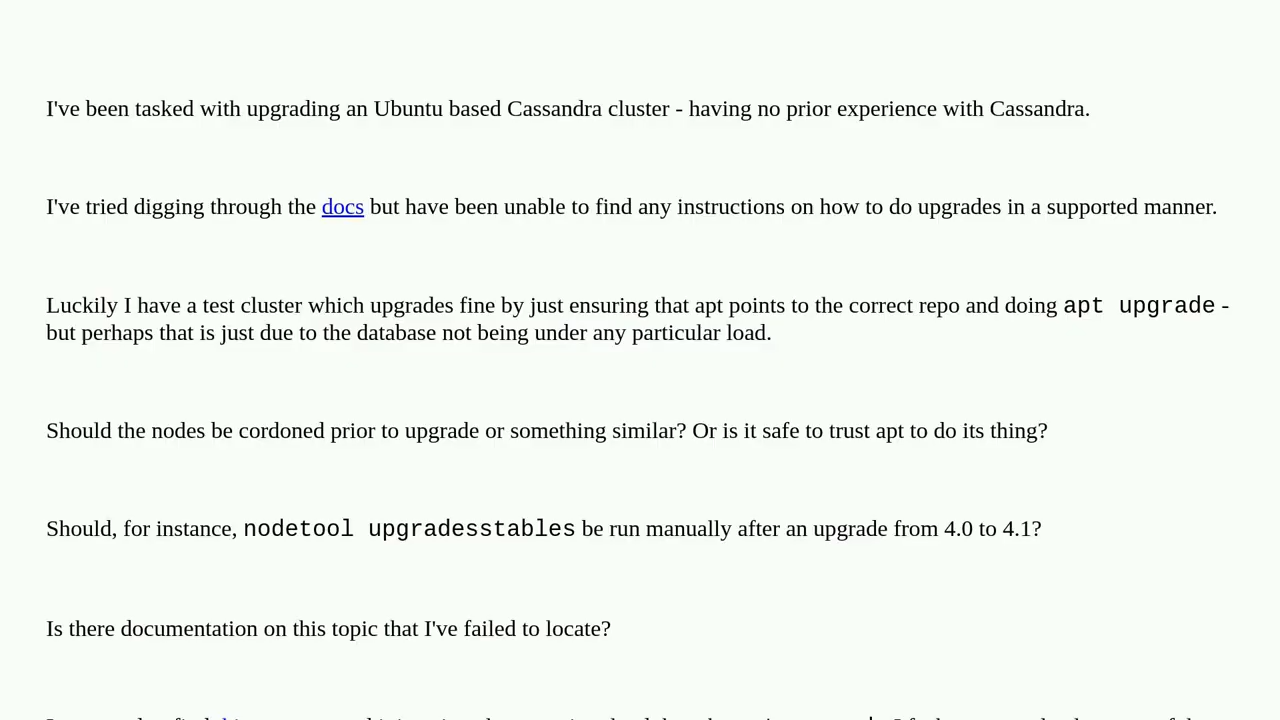 I've been tasked with upgrading an Ubuntu based Cassandra cluster - having no prior experience with Cassandra.
I've tried digging through the docs but have been unable to find any instructions on how to do upgrades in a supported manner.
Luckily I have a test cluster which upgrades fine by just ensuring that apt points to the correct repo and doing apt upgrade -
but perhaps that is just due to the database not being under any particular load.
Should the nodes be cordoned prior to upgrade or something similar? Or is it safe to trust apt to do its thing?
Should, for instance, nodetool upgradesstables be run manually after an upgrade from 4.0 to 4.1?
Is there documentation on this topic that I've failed to locate?